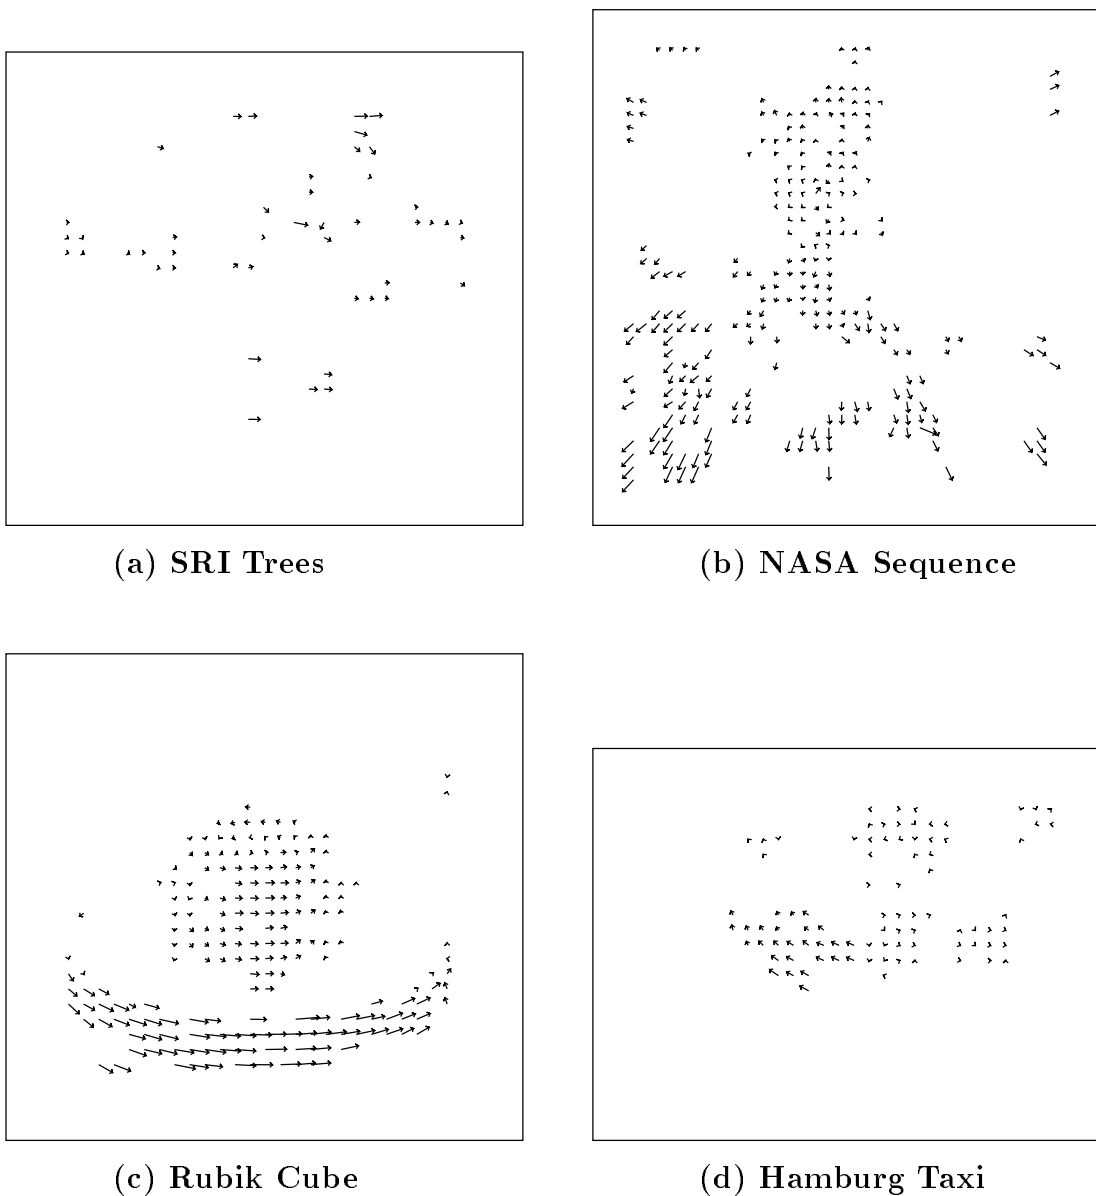 (a) SRI Trees
(b) NASA Sequence
(c) Rubik Cube
(d) Hamburg Taxi